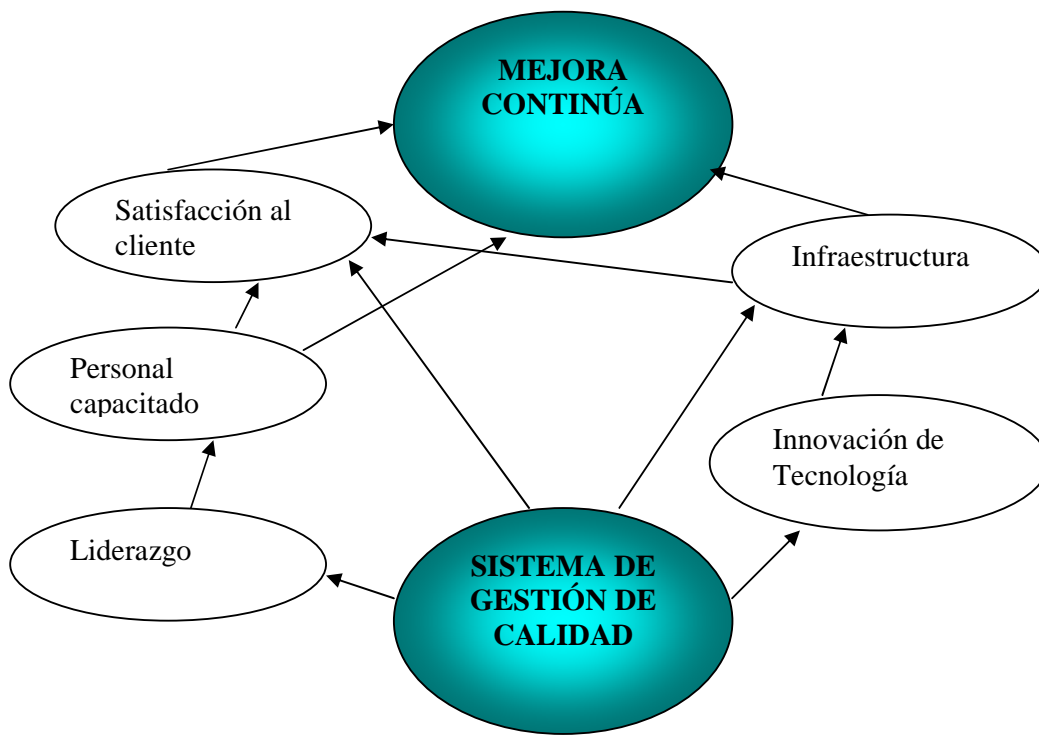 MEJORA
CONTINÚA
Satisfacción al
cliente
Infraestructura
Personal
capacitado
Innovación de
Tecnología
Liderazgo
SISTEMA DE
GESTIÓN DE
CALIDAD